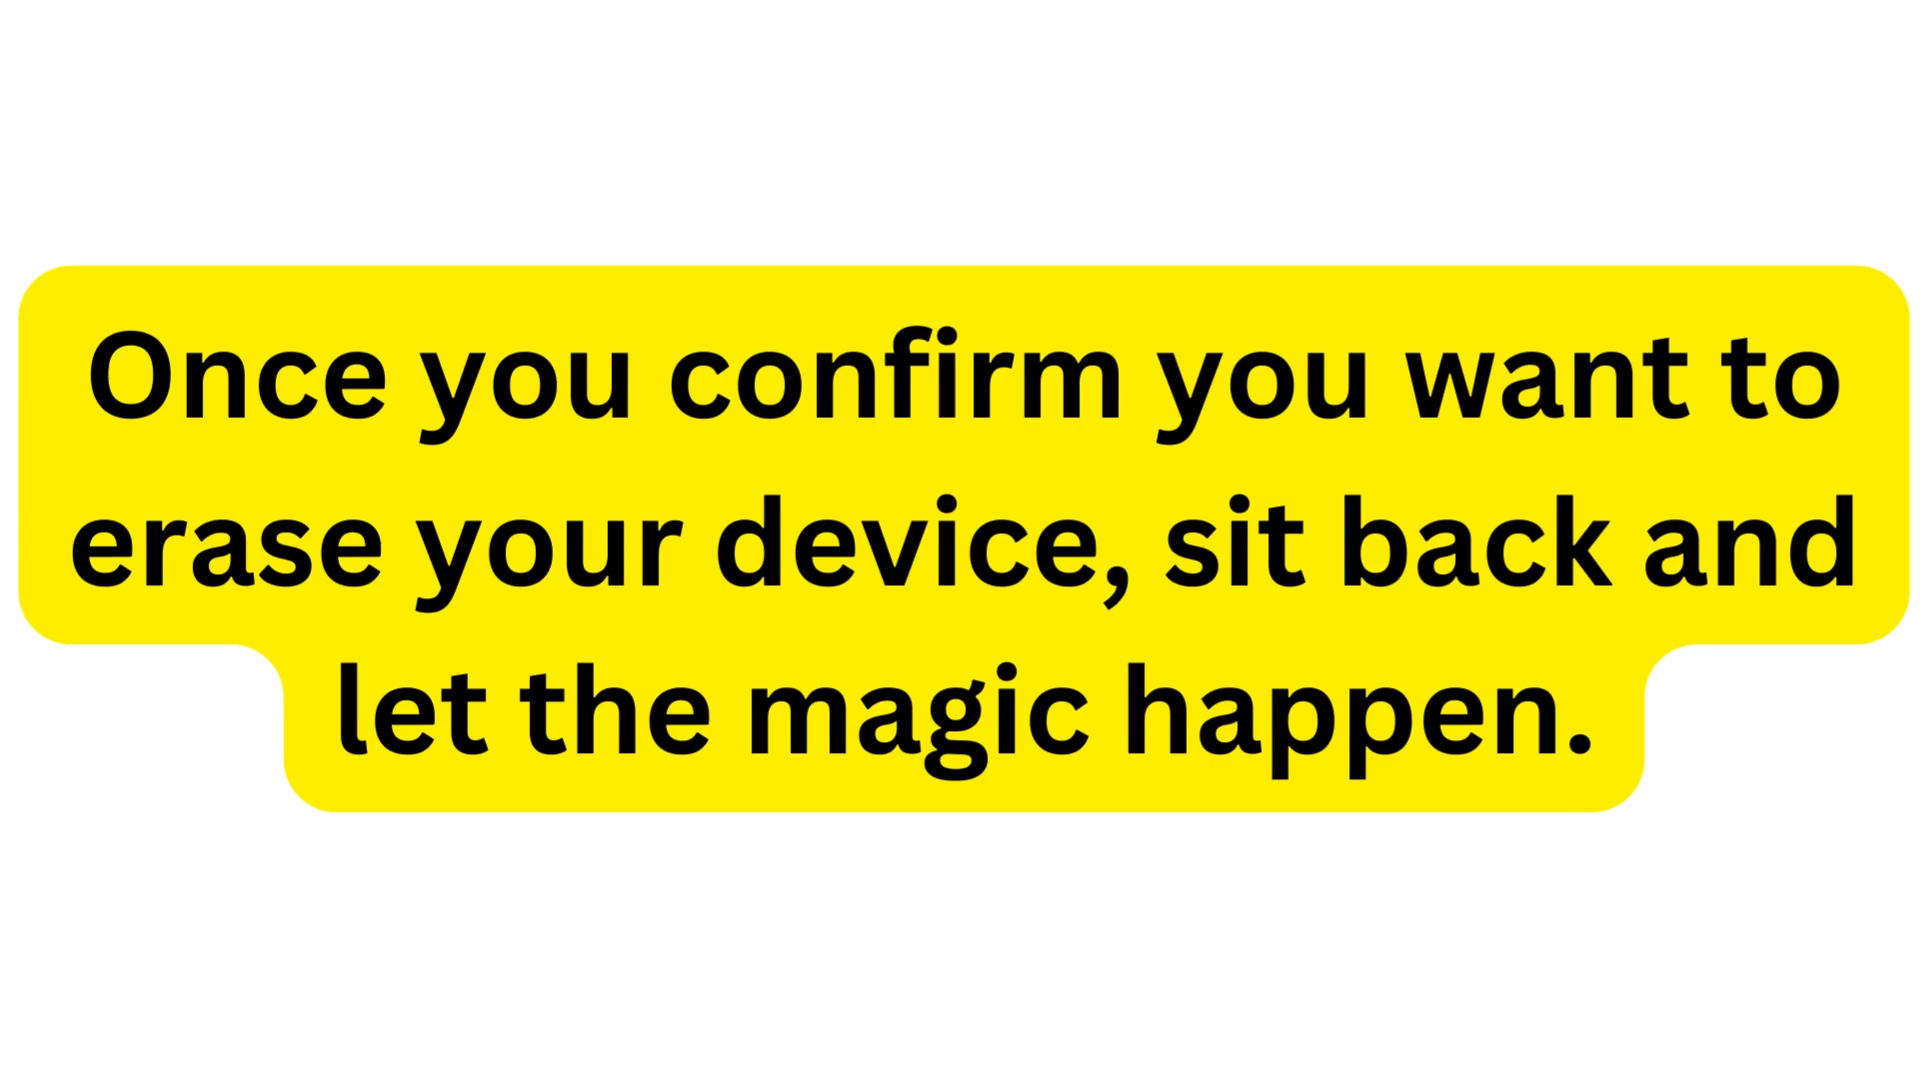 Once you confirm you want to
erase your device, sit back and
let the magic happen.